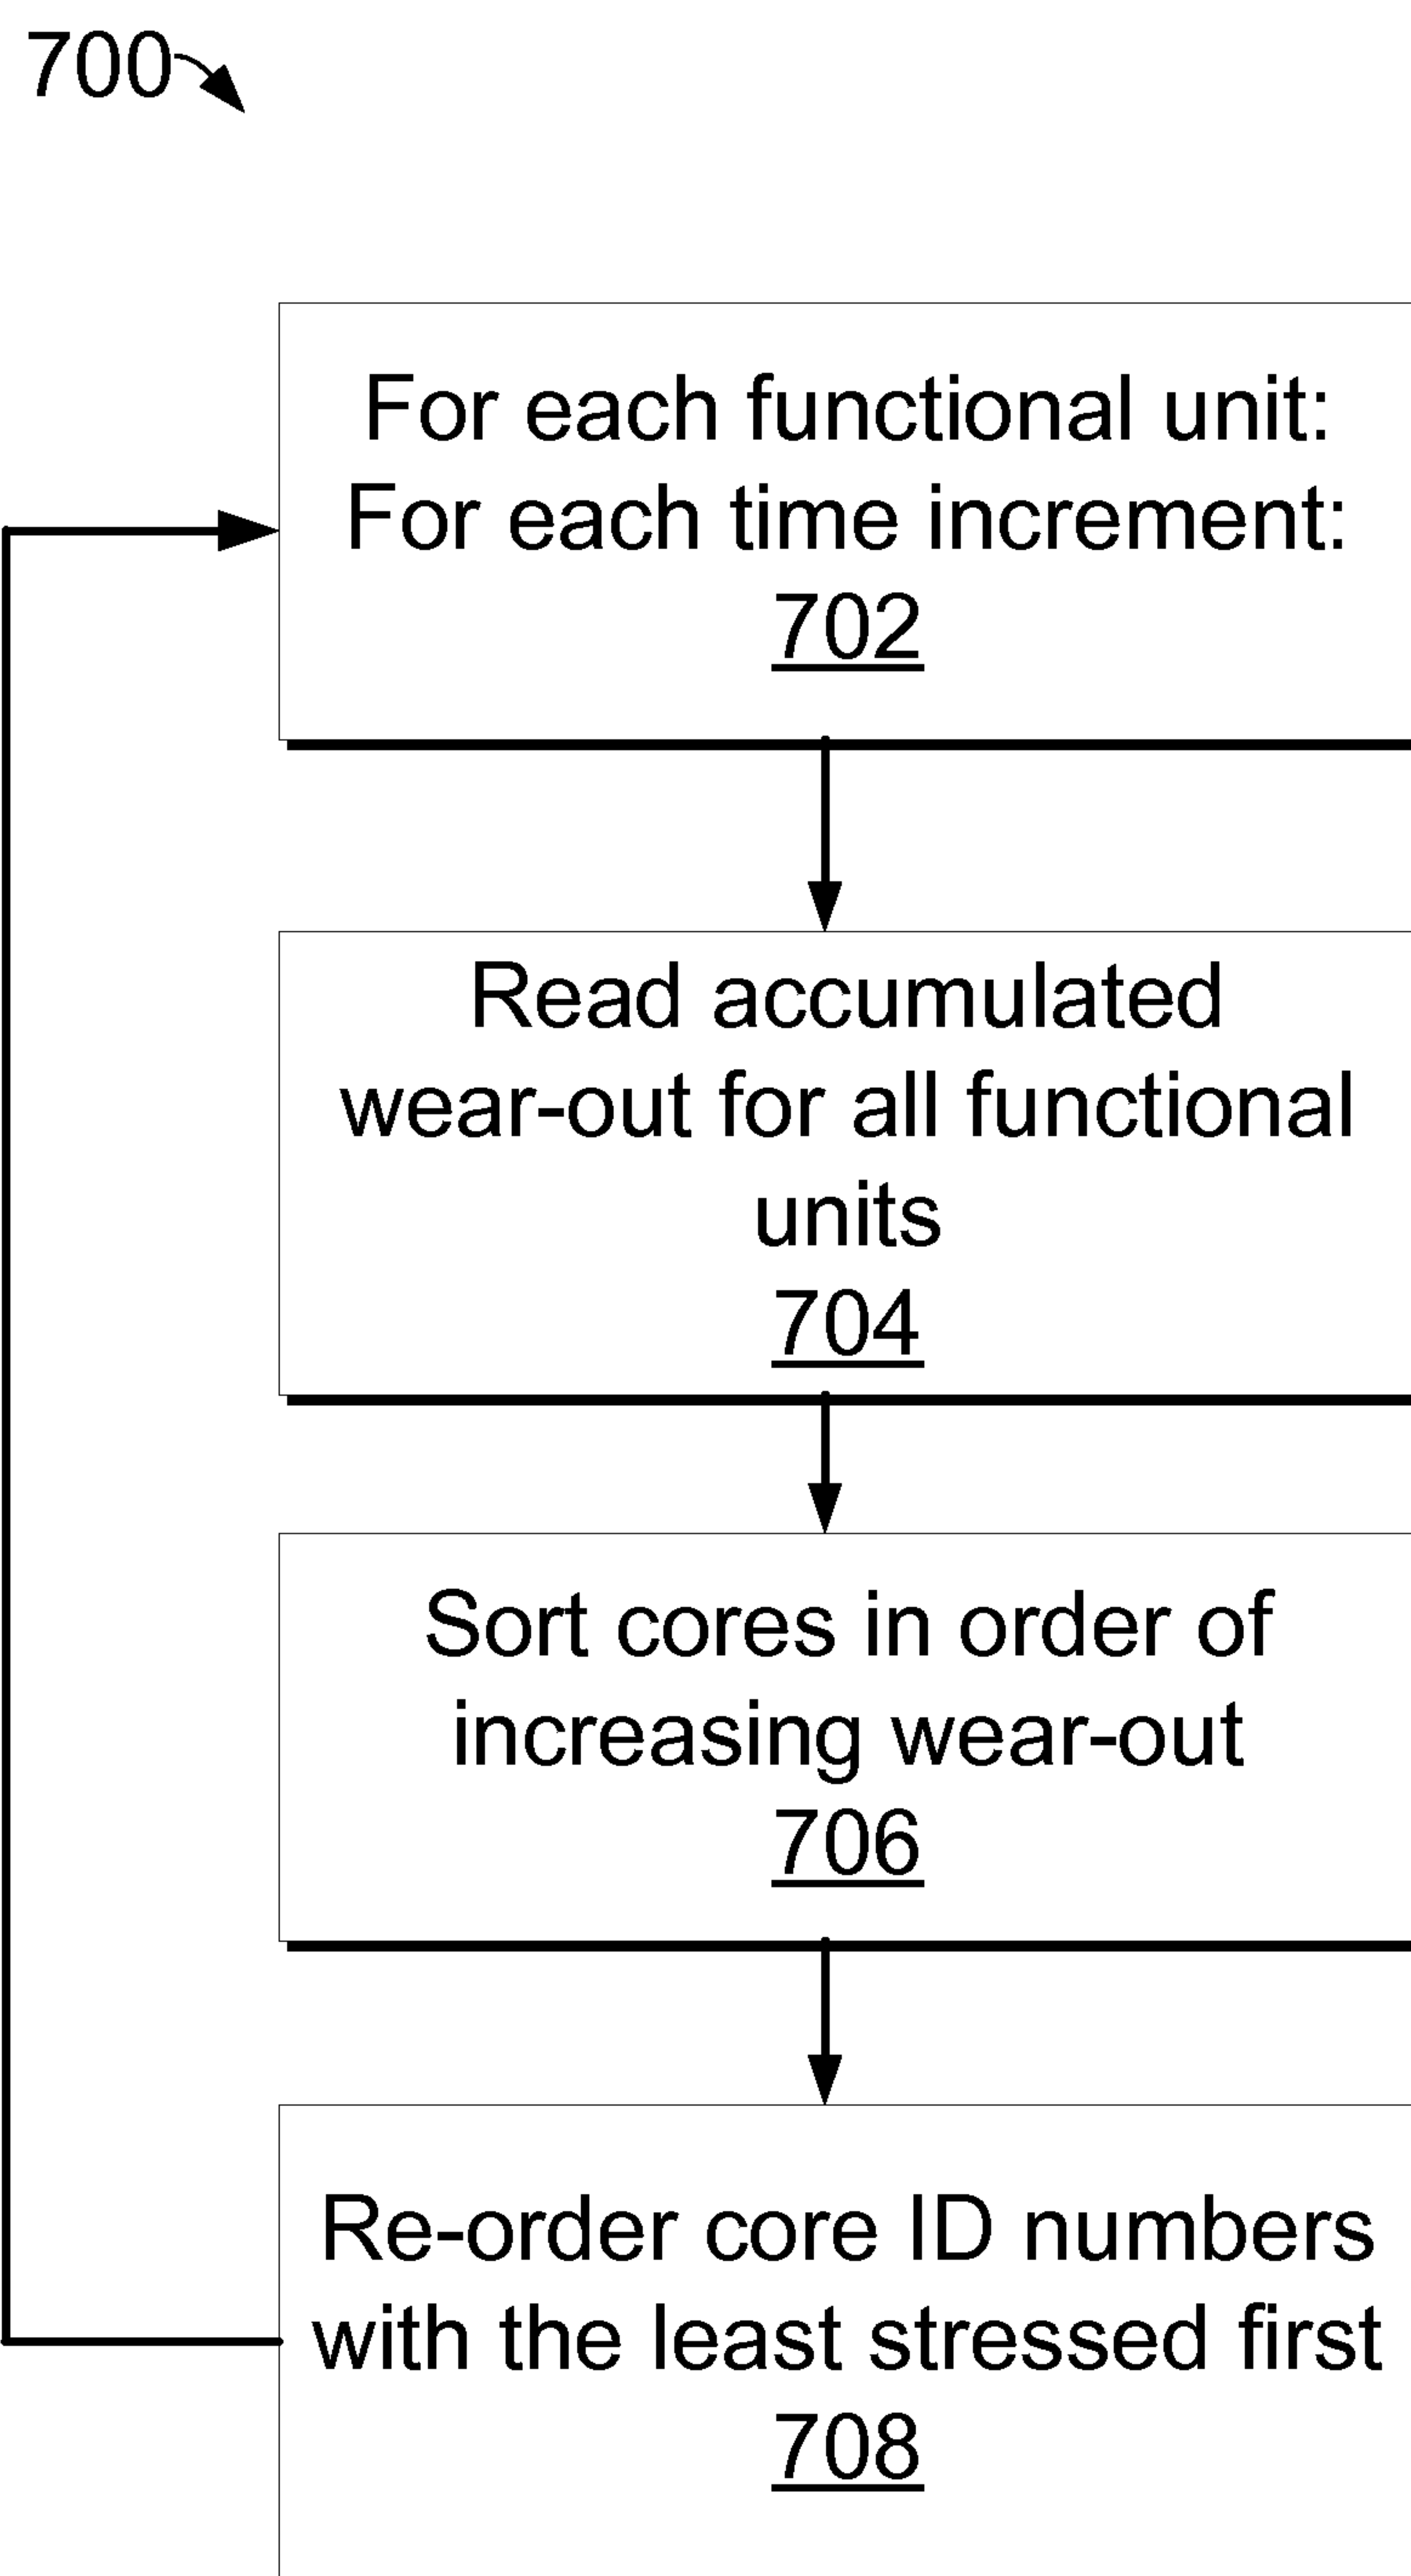 700
For each functional unit:
For each time increment:
702
Read accumulated
wear-out for all functional
units
704
Sort cores in order of
increasing wear-out
706
Re-order core ID numbers
with the least stressed first
708